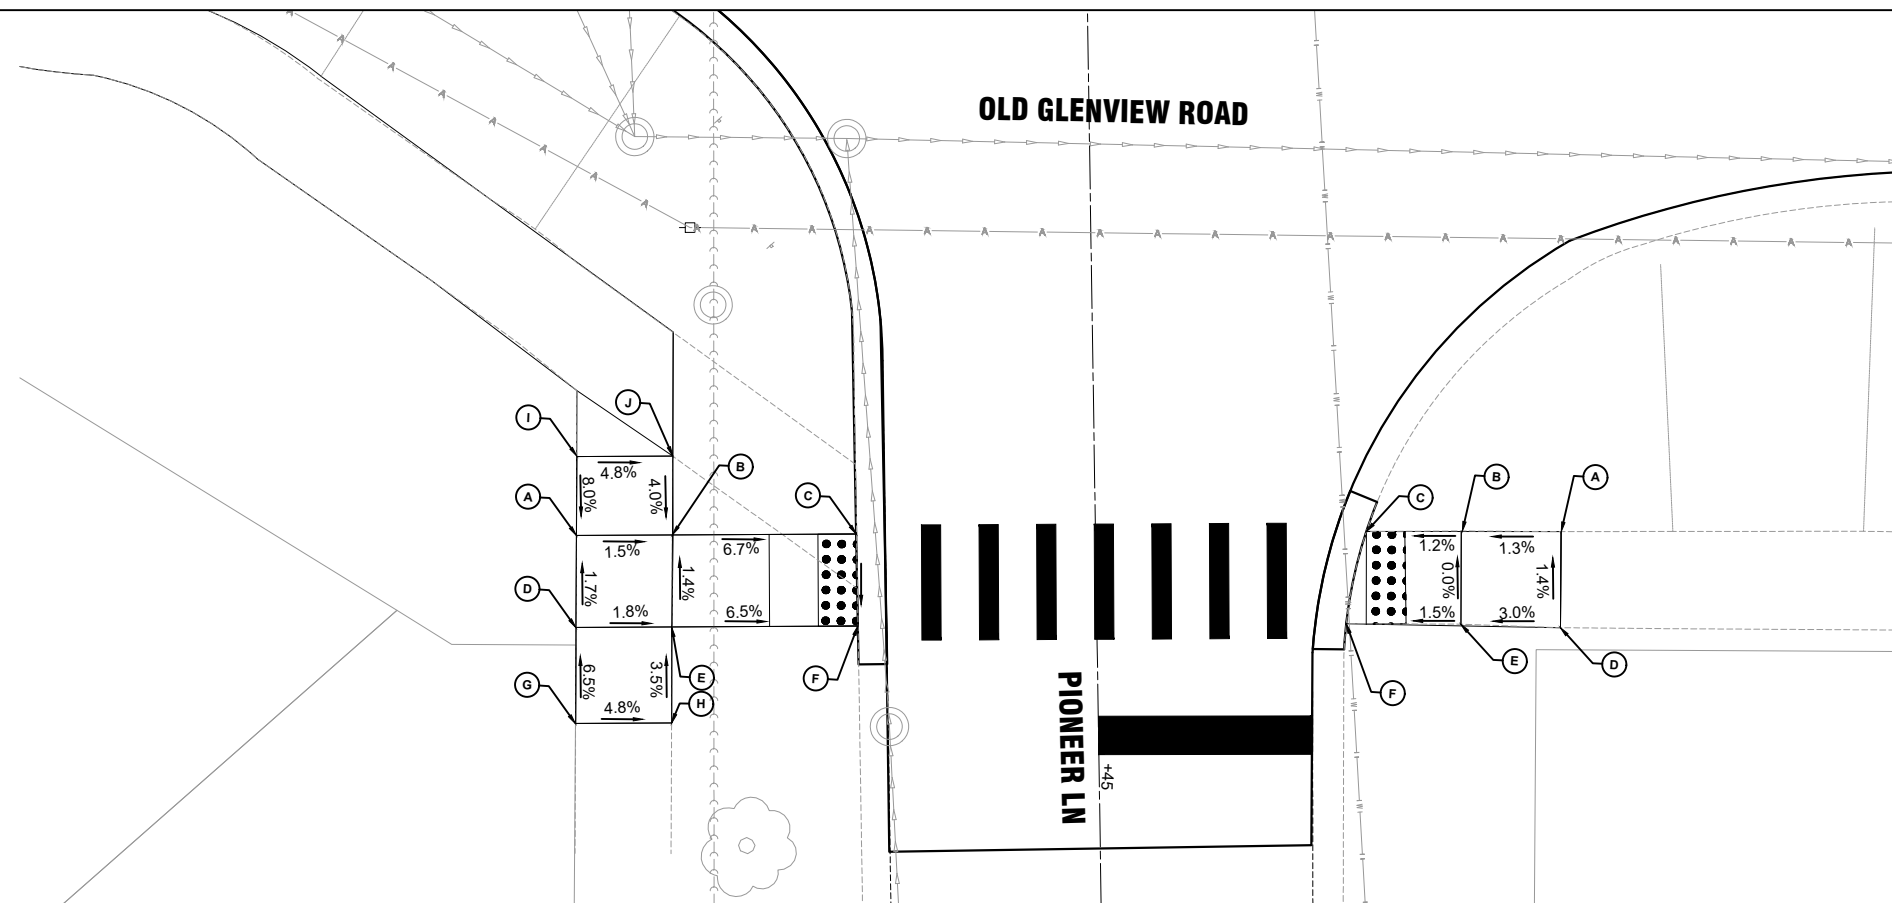 OLD GLENVIEW ROAD
A A A A A A A
A A A A A A A A A A A A A A A A A A A A A
W W W W W W W W W
J
I
4.8%
8.0%
4.0%
B
A
C
1.5%
6.7%
1.7%
1.4%
D
1.8%
6.5%
E
F
G
6.5%
3.5%
H
4.8%
B
A
C
1.2%
1.3%
0.0%
1.4%
1.5%
3.0%
E
D
F
PIONEER LN
+45